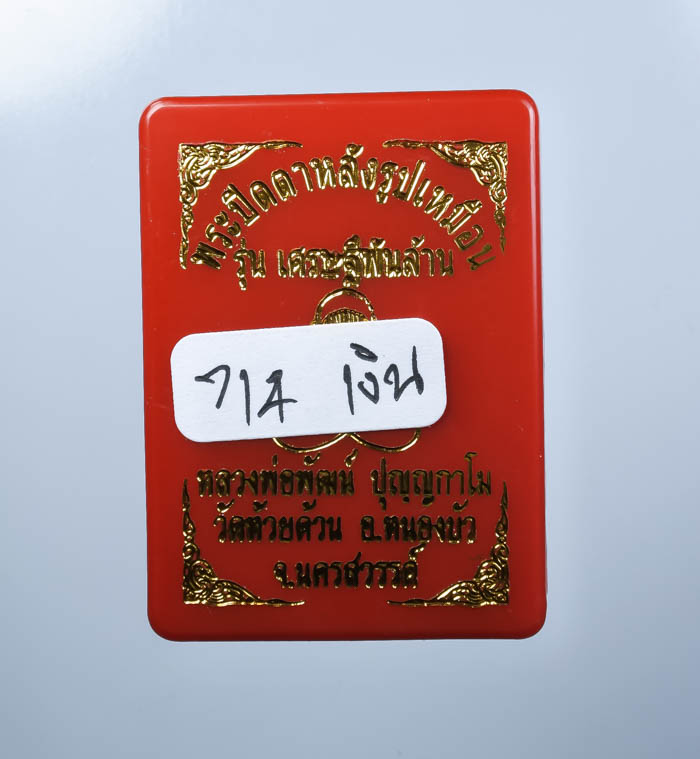 พระปิดตาหลังรูปเหมือน
รุ่น เศรษฐีพันล้าน
714 เงิน
หลวงพ่อพัฒน์ ปุญฺญกาโม
วัดห้วยด้วน อ.หนองบัว
จ.นครสวรรค์